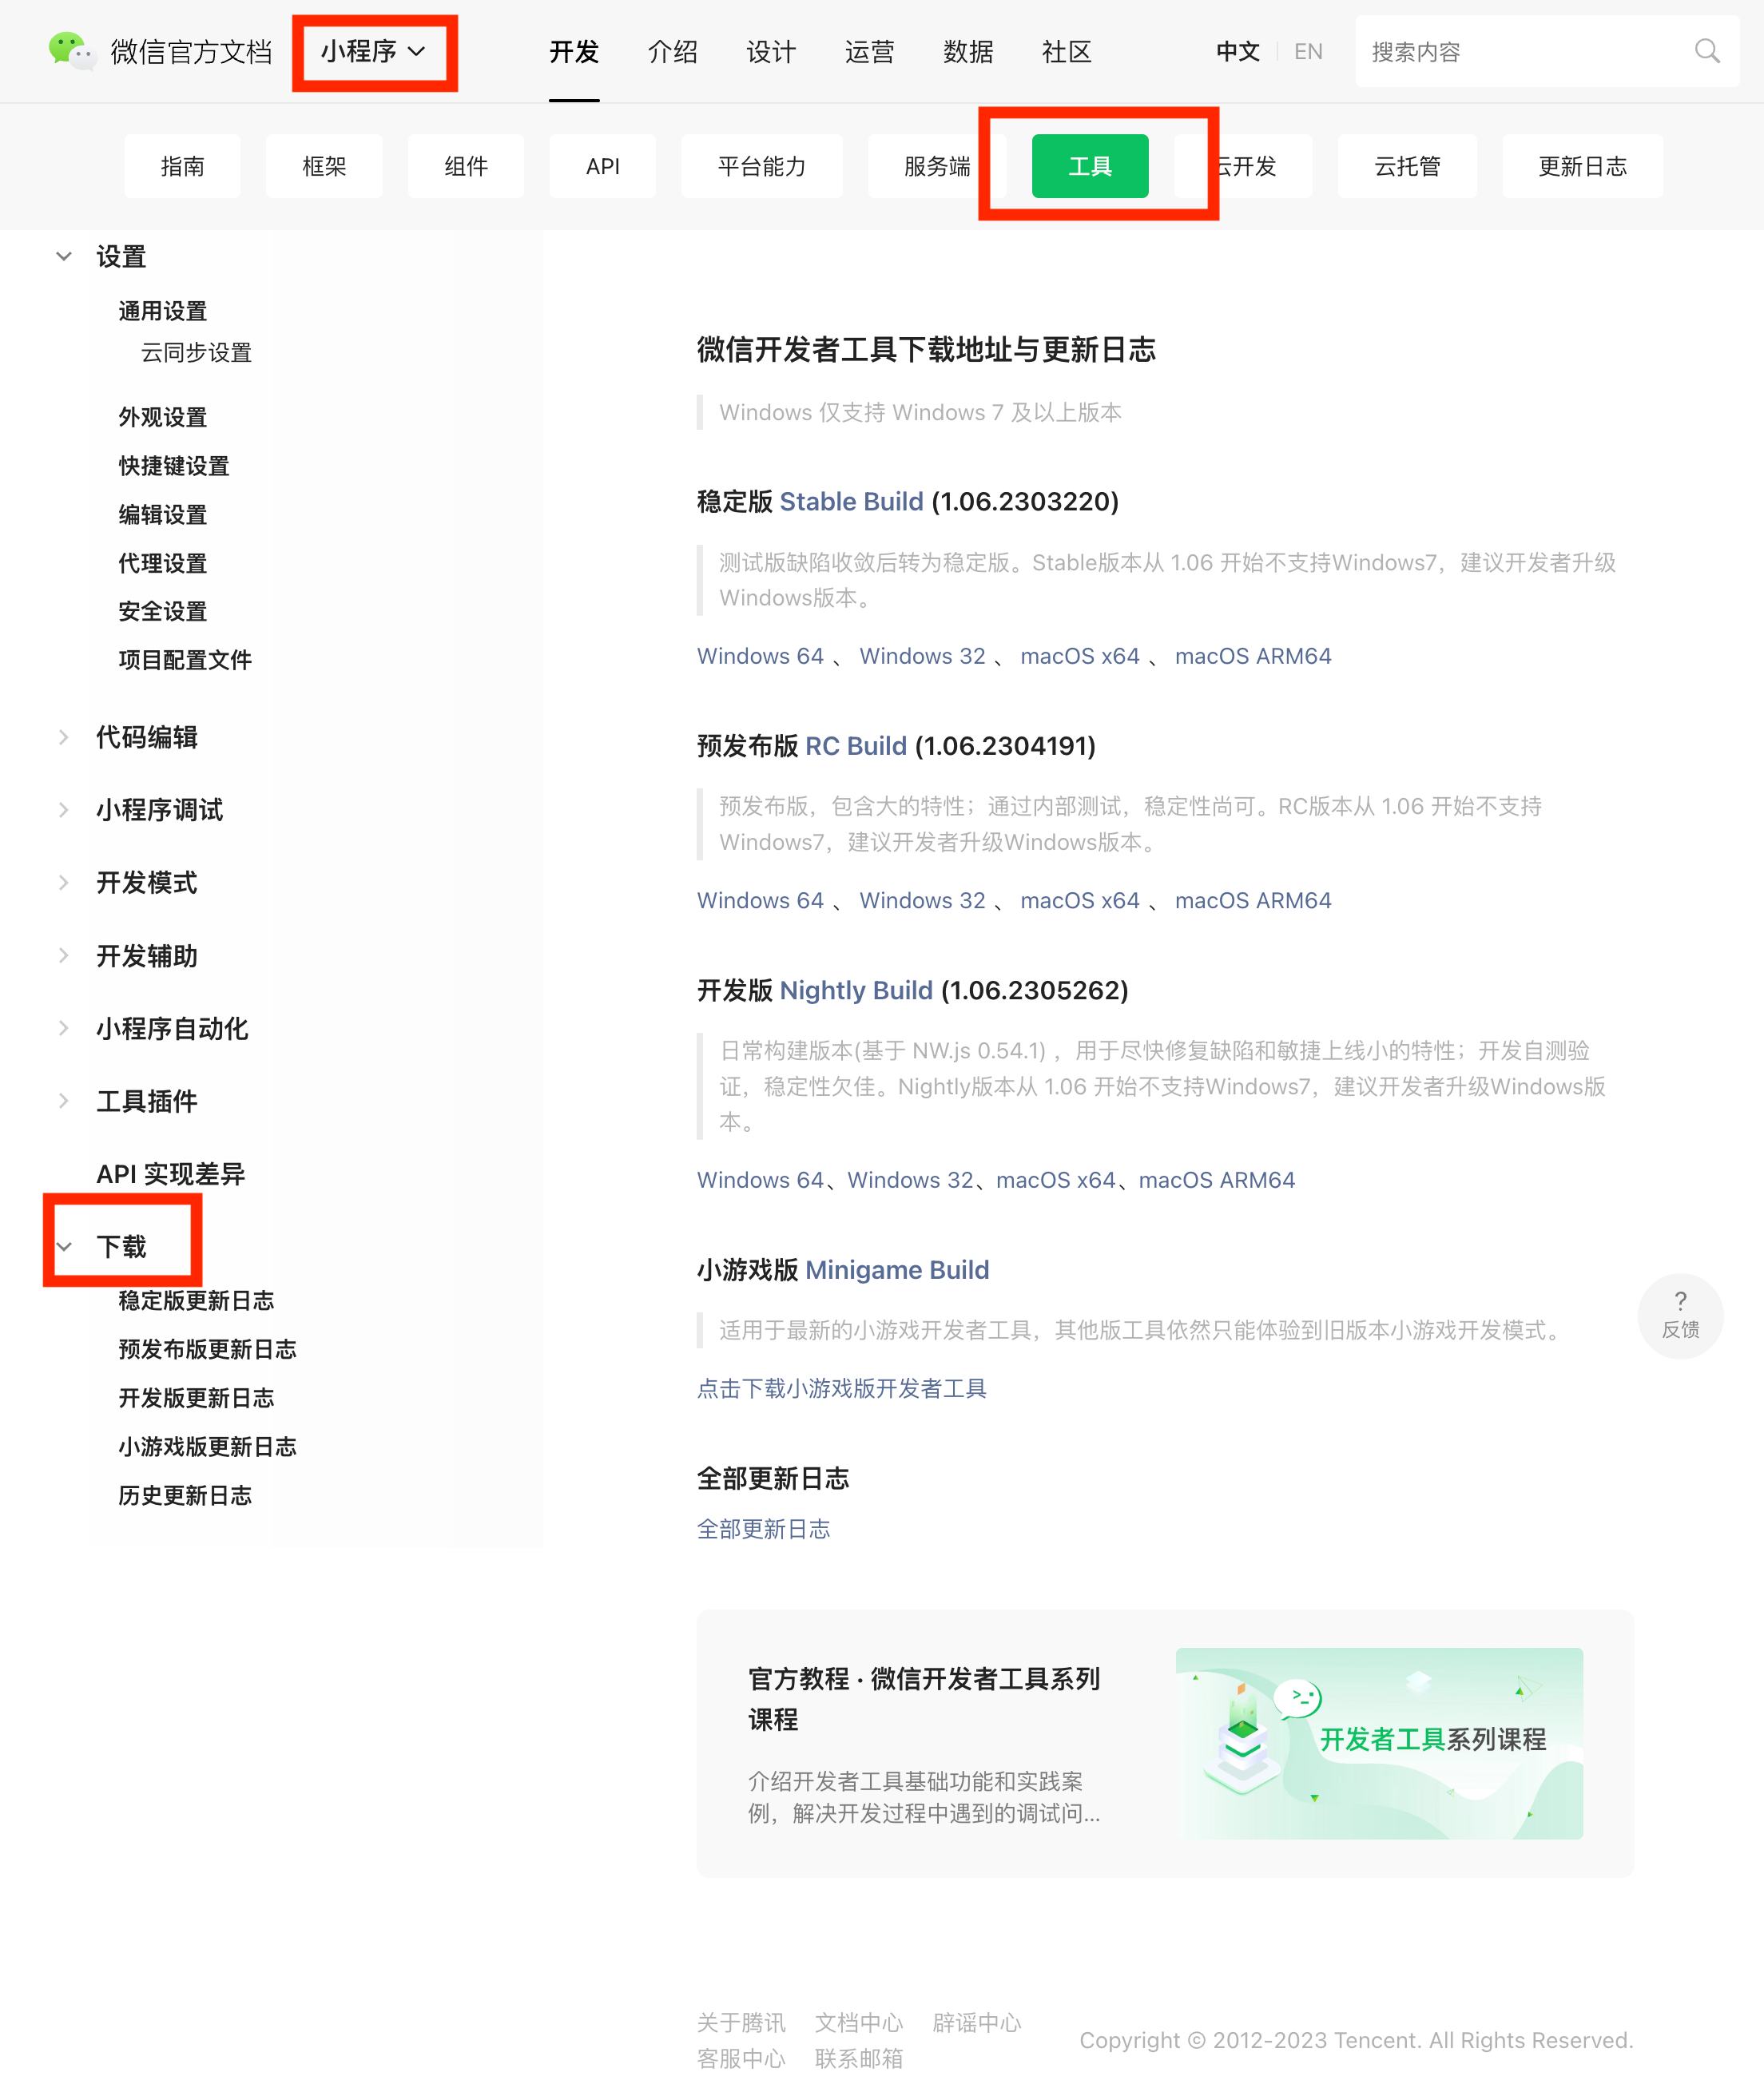 微信官方文档
小程序
开发 介绍 设计 运营 数据 社区
中文 EN
搜索内容
指南 框架 组件 API 平台能力 服务端 工具 云开发 云托管 更新日志
设置
通用设置
云同步设置
外观设置
快捷键设置
编辑设置
代理设置
安全设置
项目配置文件
代码编辑
小程序调试
开发模式
开发辅助
小程序自动化
工具插件
API 实现差异
下载
稳定版更新日志
预发布版更新日志
开发版更新日志
小游戏版更新日志
历史更新日志
微信开发者工具下载地址与更新日志
Windows 仅支持 Windows 7 及以上版本
稳定版 Stable Build (1.06.2303220)
测试版缺陷收敛后转为稳定版。Stable版本从 1.06 开始不支持Windows7，建议开发者升级
Windows版本。
Windows 64 、 Windows 32 、 macOS x64 、 macOS ARM64
预发布版 RC Build (1.06.2304191)
预发布版，包含大的特性；通过内部测试，稳定性尚可。RC版本从 1.06 开始不支持
Windows7，建议开发者升级Windows版本。
Windows 64 、 Windows 32 、 macOS x64 、 macOS ARM64
开发版 Nightly Build (1.06.2305262)
日常构建版本(基于 NW.js 0.54.1) ，用于尽快修复缺陷和敏捷上线小的特性；开发自测验
证，稳定性欠佳。Nightly版本从 1.06 开始不支持Windows7，建议开发者升级Windows版
本。
Windows 64、Windows 32、macOS x64、macOS ARM64
小游戏版 Minigame Build
适用于最新的小游戏开发者工具，其他版工具依然只能体验到旧版本小游戏开发模式。
点击下载小游戏版开发者工具
全部更新日志
全部更新日志
?
反馈
官方教程 · 微信开发者工具系列
课程
介绍开发者工具基础功能和实践案
例，解决开发过程中遇到的调试问...
>_
开发者工具系列课程
关于腾讯 文档中心 辟谣中心
客服中心 联系邮箱
Copyright © 2012-2023 Tencent. All Rights Reserved.